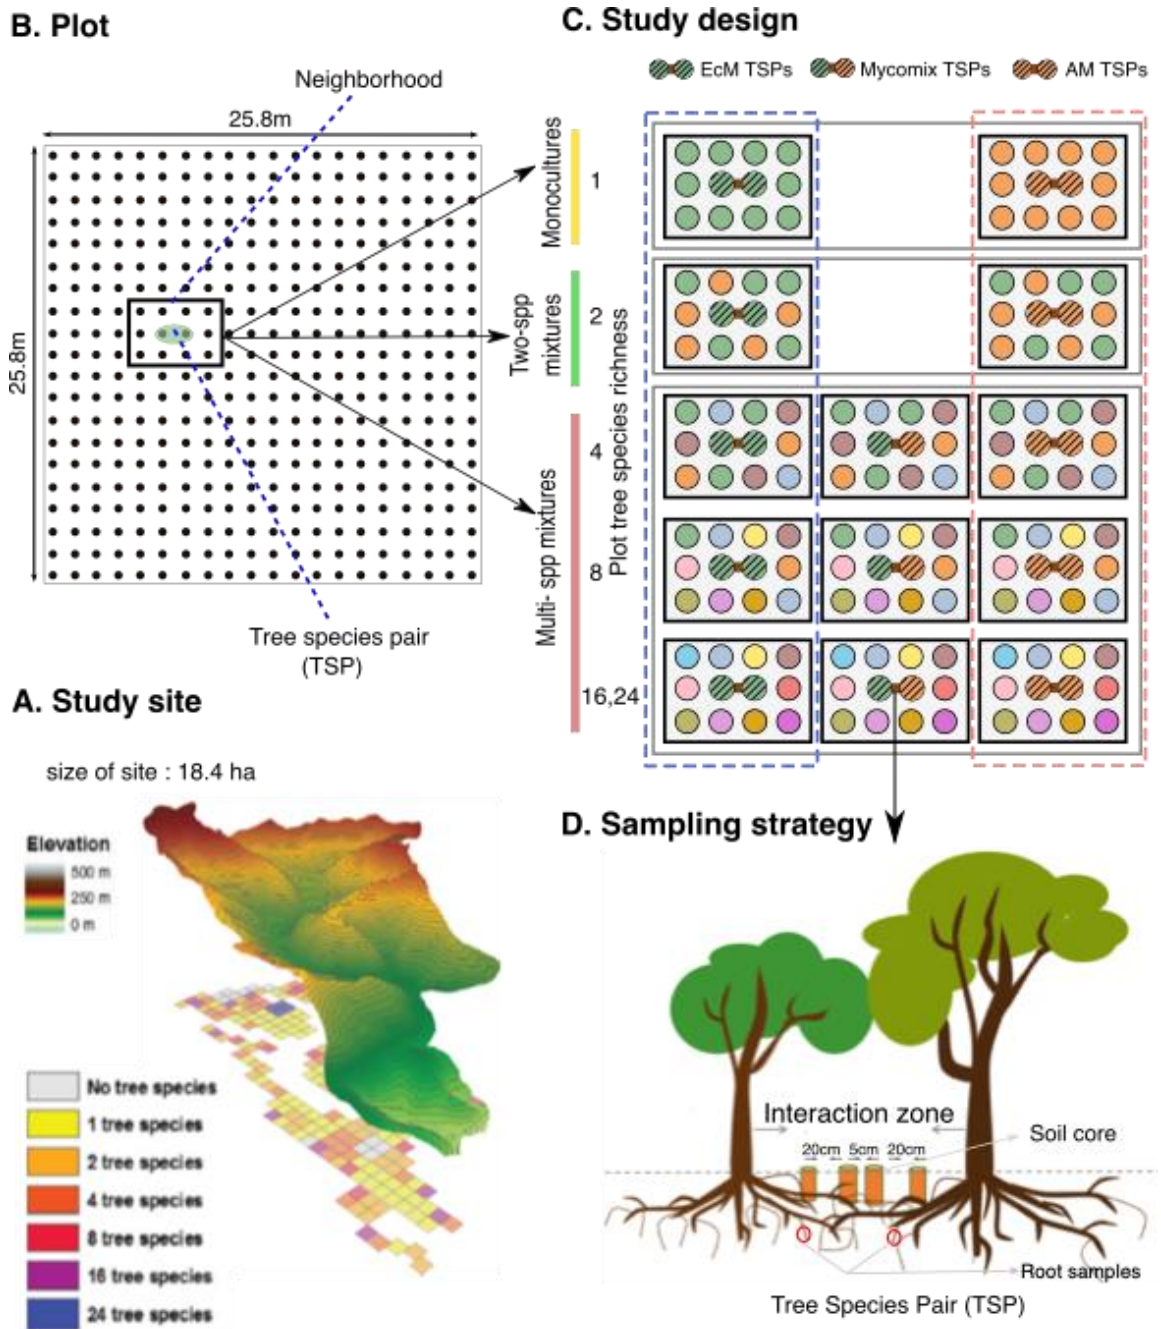 B. Plot
Neighborhood
25.8m
25.8m
Tree species pair
(TSP)
A. Study site
size of site : 18.4 ha
Elevation
500 m
250 m
0 m
No tree species
1 tree species
2 tree species
4 tree species
8 tree species
16 tree species
24 tree species
C. Study design
EcM TSPs
Mycomix TSPs
AM TSPs
Monocultures
1
Two-spp
mixtures
2
Multi- spp mixtures
4
8
16,24
Plot tree species richness
D. Sampling strategy
Interaction zone
20cm
5cm
20cm
Soil core
Root samples
Tree Species Pair (TSP)